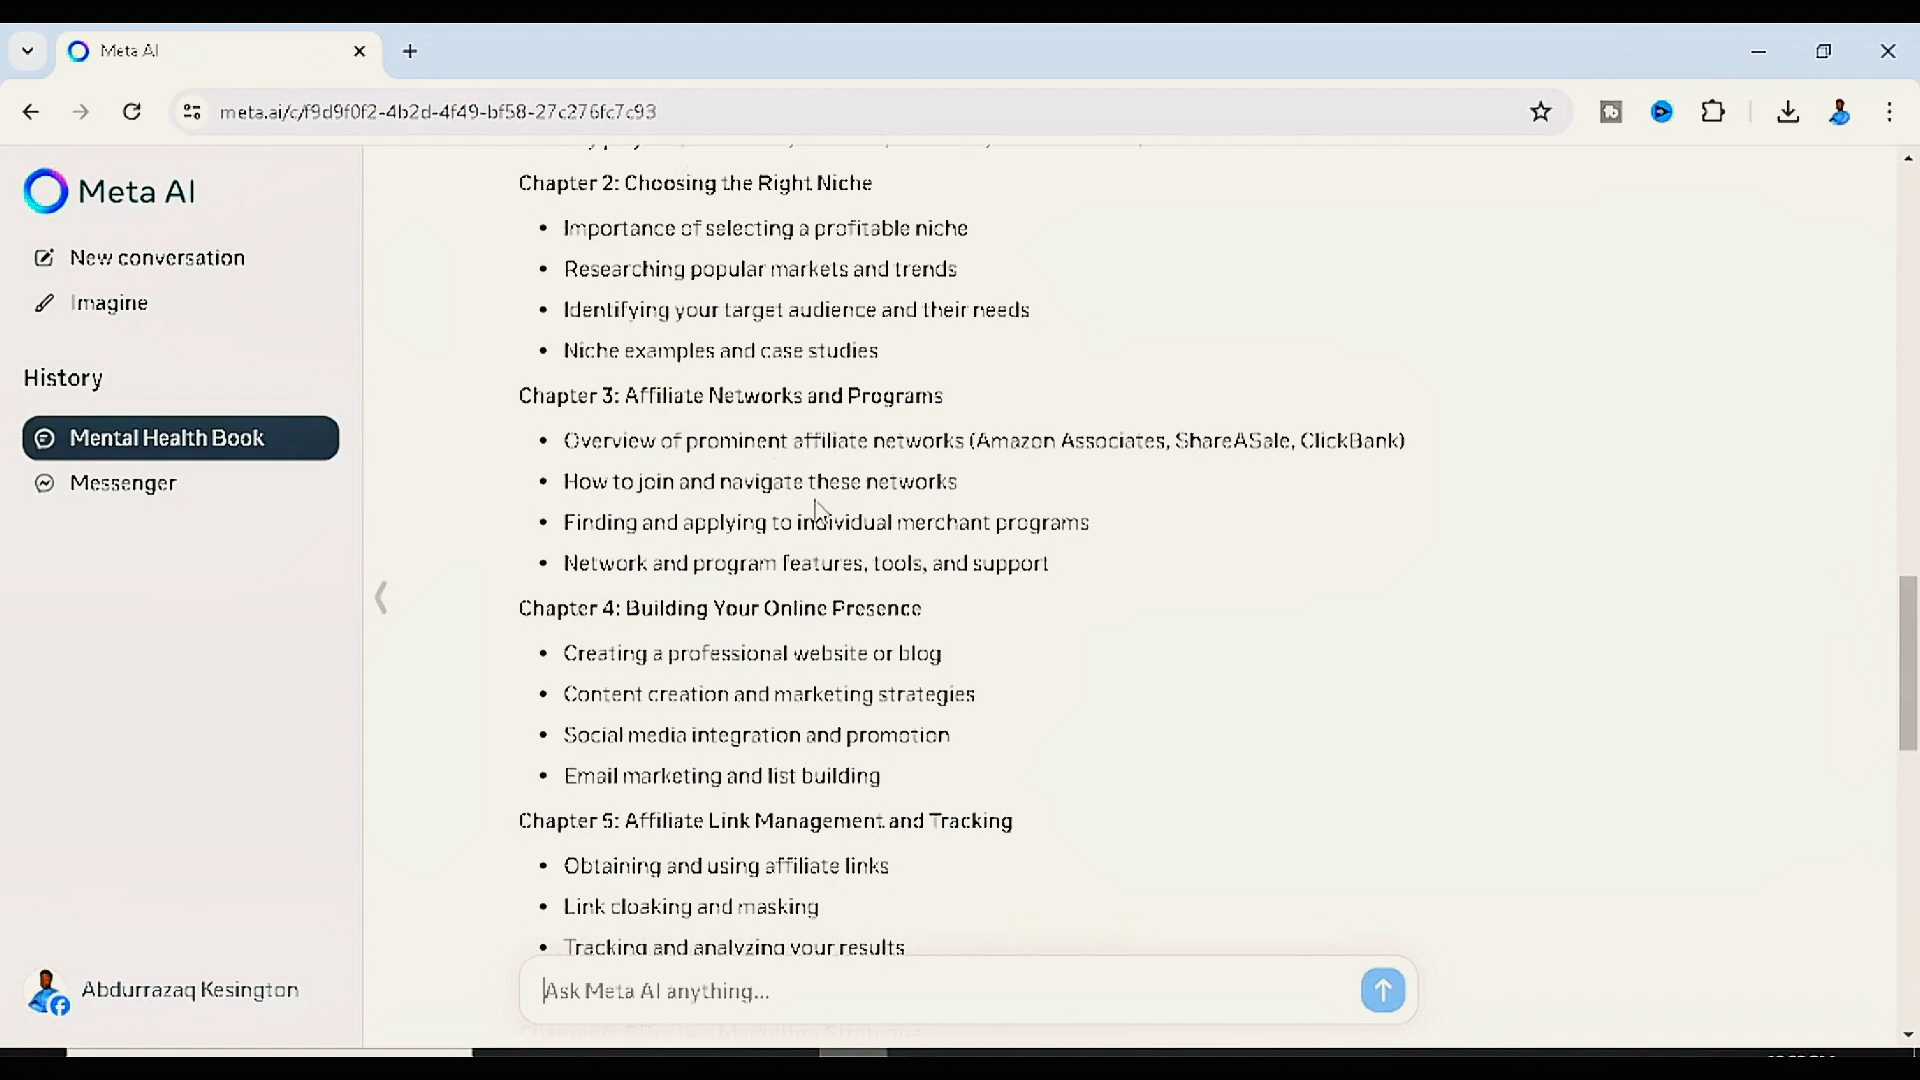 Meta AI
meta.ai/c/f9d9f0f2-4b2d-4f49-bf58-27c276fc7c93
Meta AI
New conversation
Imagine
History
Mental Health Book
Messenger
Abdurrazaq Kesington
Chapter 2: Choosing the Right Niche
• Importance of selecting a profitable niche
• Researching popular markets and trends
• Identifying your target audience and their needs
• Niche examples and case studies
Chapter 3: Affiliate Networks and Programs
• Overview of prominent affiliate networks (Amazon Associates, ShareASale, ClickBank)
• How to join and navigate these networks
• Finding and applying to individual merchant programs
• Network and program features, tools, and support
Chapter 4: Building Your Online Presence
• Creating a professional website or blog
• Content creation and marketing strategies
• Social media integration and promotion
• Email marketing and list building
Chapter 5: Affiliate Link Management and Tracking
• Obtaining and using affiliate links
• Link cloaking and masking
• Tracking and analyzing your results
Ask Meta AI anything...